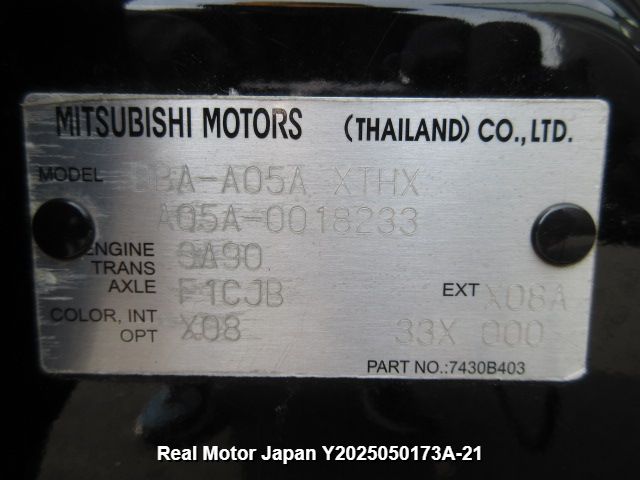 MITSUBISHI MOTORS (THAILAND) CO., LTD.
MODEL DBA-A05A XTHX
A05A-0018233
ENGINE 3A90
TRANS
AXLE F1CJB EXT X08A
COLOR, INT X08 33X 000
OPT
PART NO.:7430B403
Real Motor Japan Y2025050173A-21